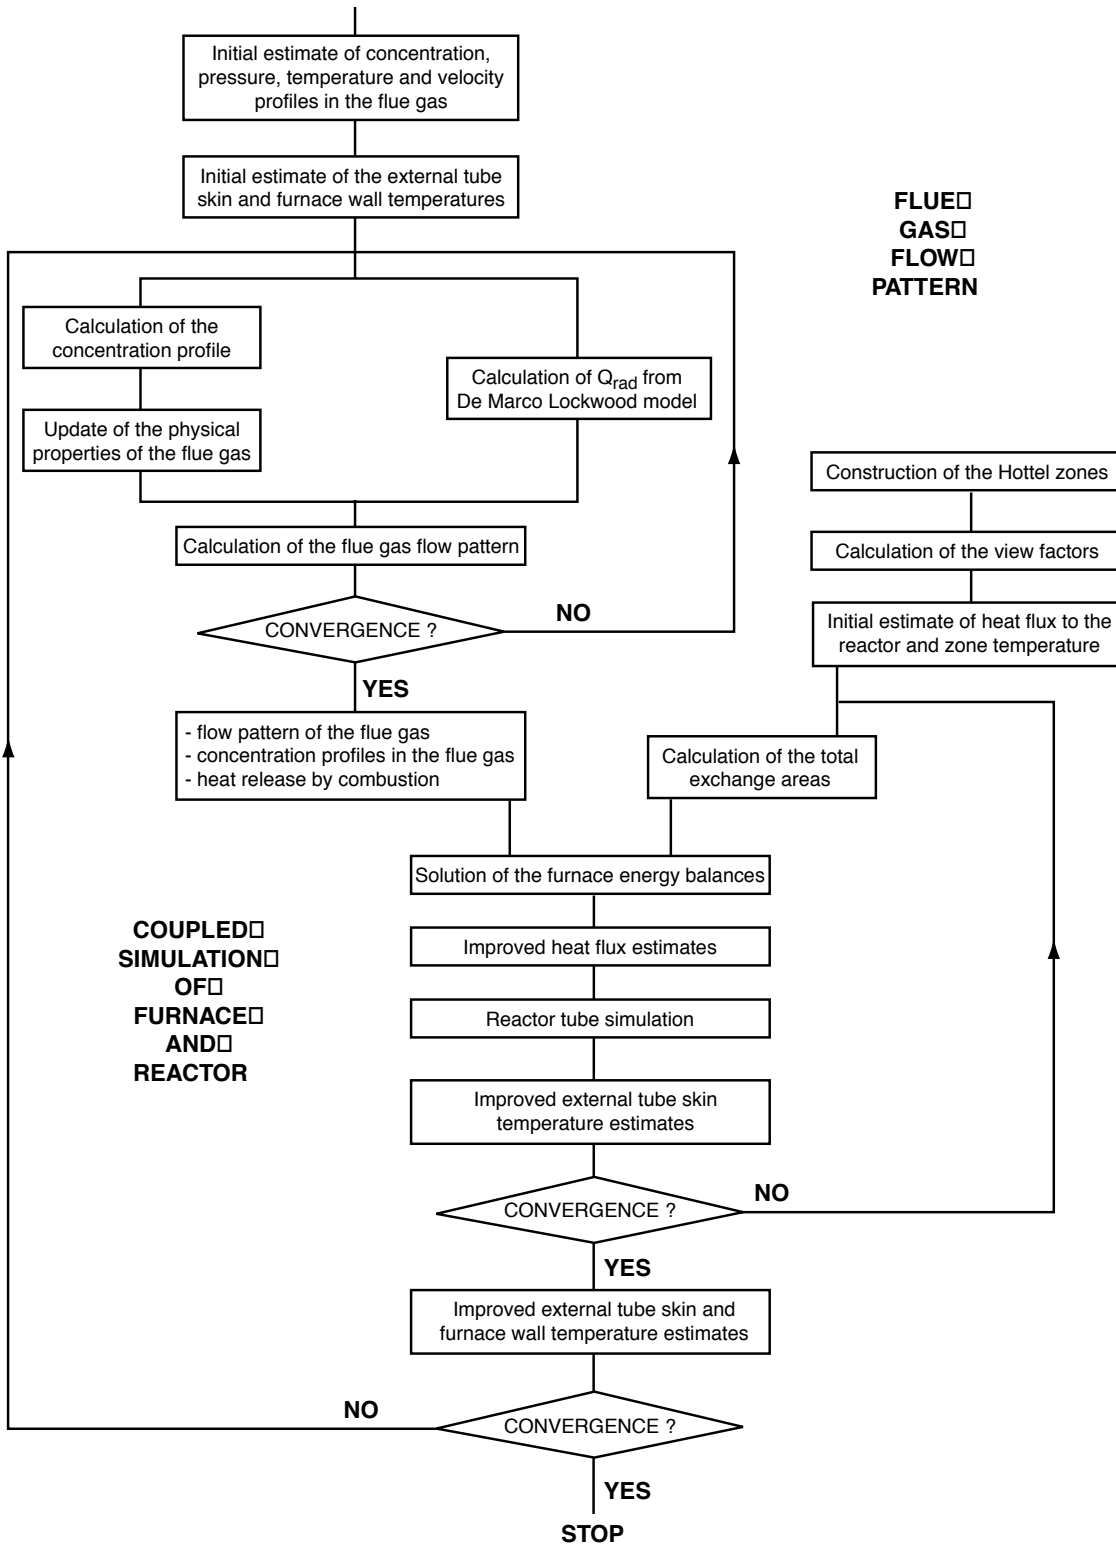 Initial estimate of concentration,
pressure, temperature and velocity
profiles in the flue gas
Initial estimate of the external tube
skin and furnace wall temperatures
FLUE□
GAS□
FLOW□
PATTERN
Calculation of the
concentration profile
Calculation of Qrad from
De Marco Lockwood model
Update of the physical
properties of the flue gas
Construction of the Hottel zones
Calculation of the flue gas flow pattern
Calculation of the view factors
CONVERGENCE ?
NO
Initial estimate of heat flux to the
reactor and zone temperature
YES
- flow pattern of the flue gas
- concentration profiles in the flue gas
- heat release by combustion
Calculation of the total
exchange areas
Solution of the furnace energy balances
COUPLED□
SIMULATION□
OF□
FURNACE□
AND□
REACTOR
Improved heat flux estimates
Reactor tube simulation
Improved external tube skin
temperature estimates
CONVERGENCE ?
NO
YES
Improved external tube skin and
furnace wall temperature estimates
NO
CONVERGENCE ?
YES
STOP